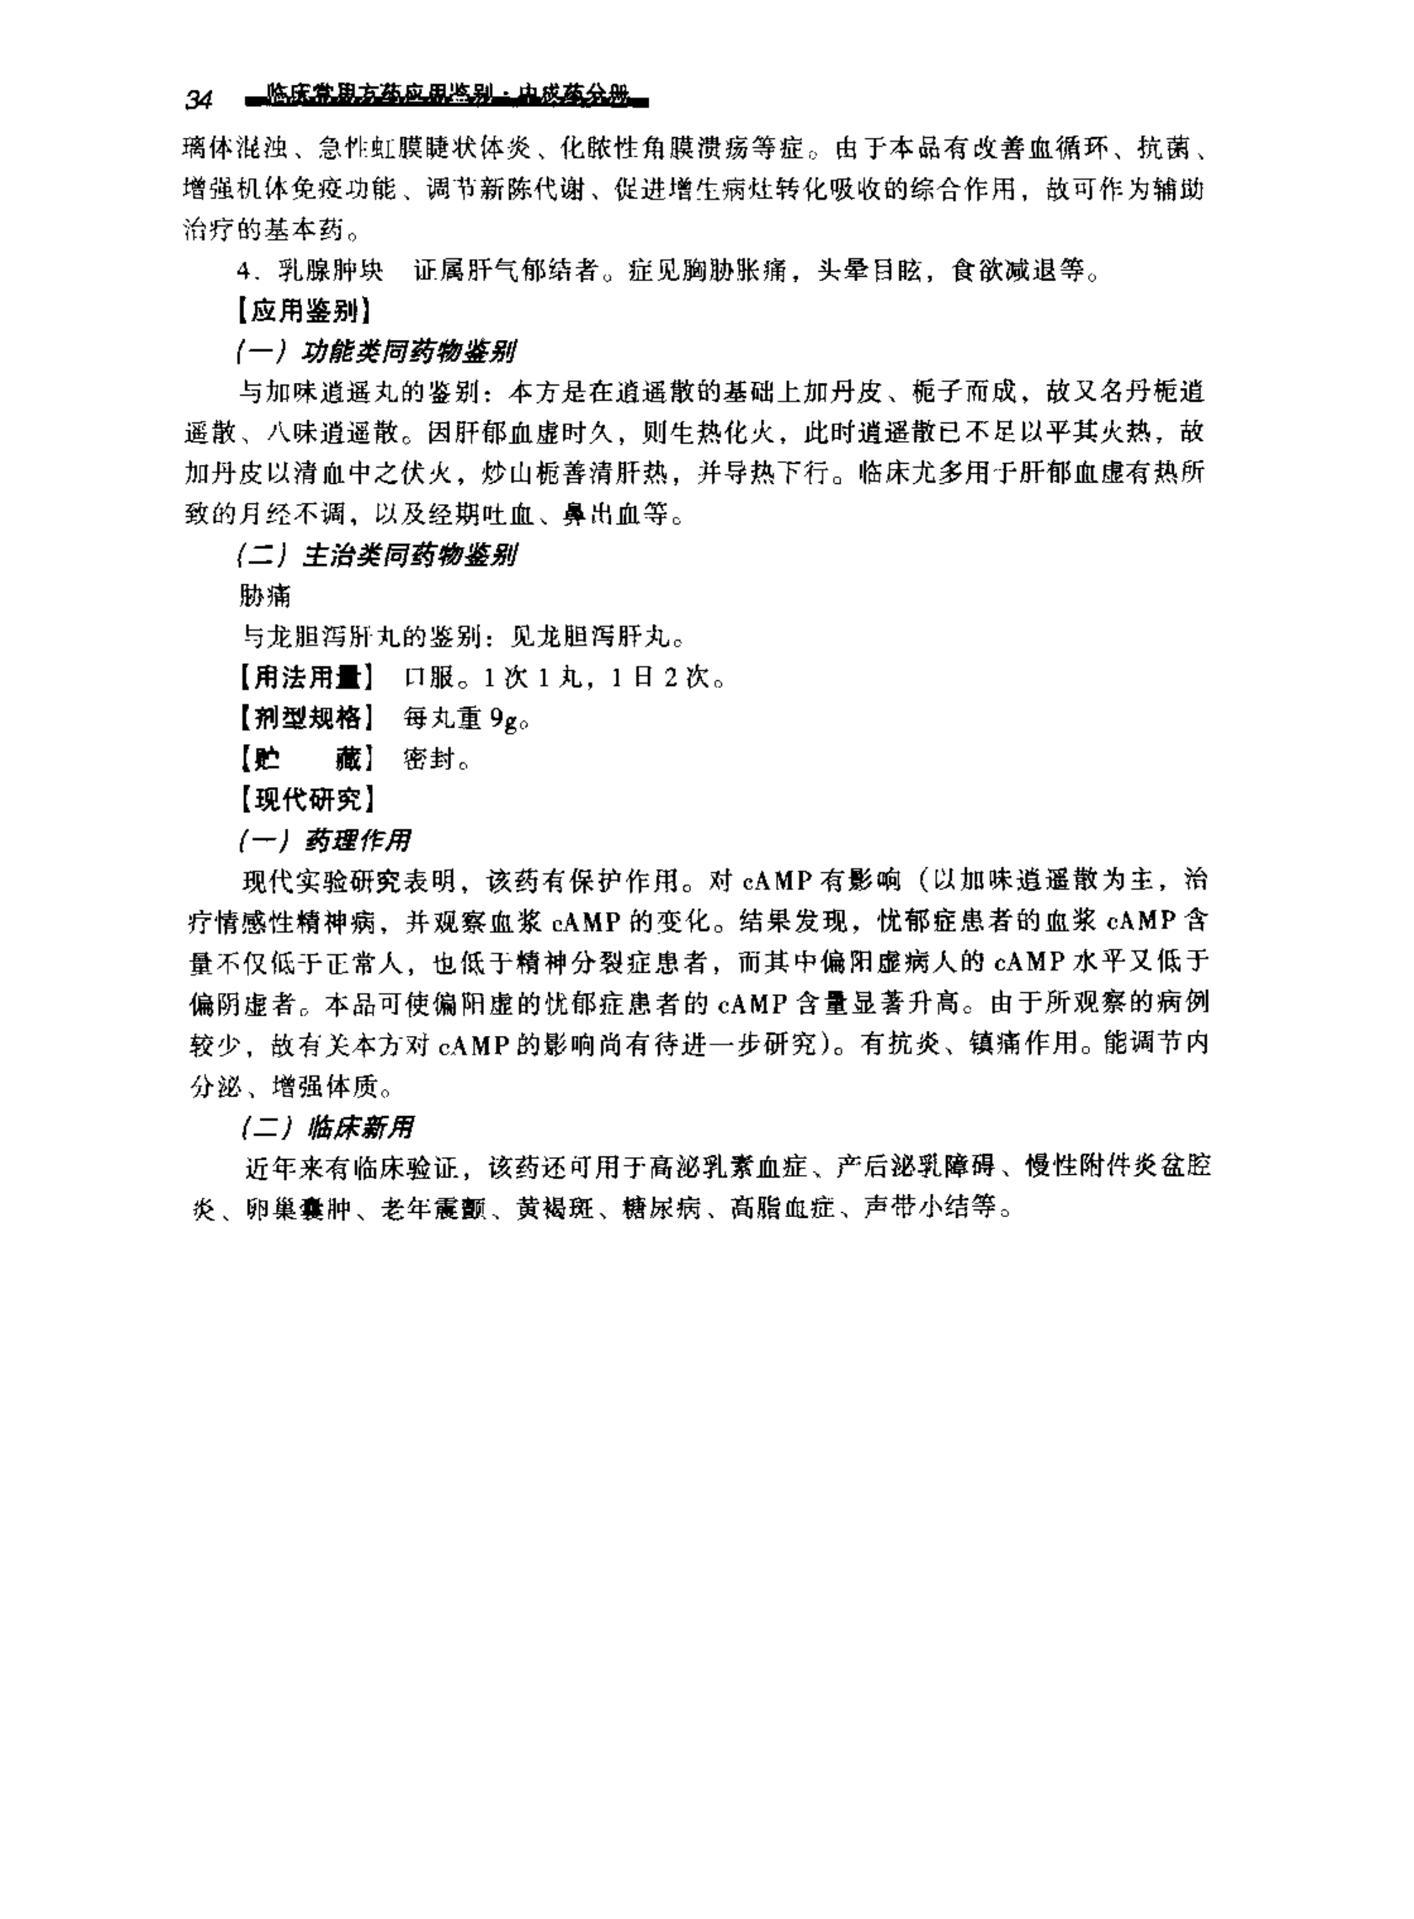 34 临床常用方药应用鉴别·中成药分册
璃体混浊、急性虹膜睫状体炎、化脓性角膜溃疡等症。由于本品有改善血循环、抗菌、
增强机体免疫功能、调节新陈代谢、促进增生病灶转化吸收的综合作用，故可作为辅助
治疗的基本药。
4．乳腺肿块　证属肝气郁结者。症见胸胁胀痛，头晕目眩，食欲减退等。
【应用鉴别】
（一）功能类同药物鉴别
与加味逍遥丸的鉴别：本方是在逍遥散的基础上加丹皮、栀子而成，故又名丹栀逍
遥散、八味逍遥散。因肝郁血虚时久，则生热化火，此时逍遥散已不足以平其火热，故
加丹皮以清血中之伏火，炒山栀善清肝热，并导热下行。临床尤多用于肝郁血虚有热所
致的月经不调，以及经期吐血、鼻出血等。
（二）主治类同药物鉴别
胁痛
与龙胆泻肝丸的鉴别：见龙胆泻肝丸。
【用法用量】　口服。1次1丸，1日2次。
【剂型规格】　每丸重9g。
【贮　　藏】　密封。
【现代研究】
（一）药理作用
现代实验研究表明，该药有保护作用。对cAMP有影响（以加味逍遥散为主，治
疗情感性精神病，并观察血浆cAMP的变化。结果发现，忧郁症患者的血浆cAMP含
量不仅低于正常人，也低于精神分裂症患者，而其中偏阳虚病人的cAMP水平又低于
偏阴虚者。本品可使偏阳虚的忧郁症患者的cAMP含量显著升高。由于所观察的病例
较少，故有关本方对cAMP的影响尚有待进一步研究）。有抗炎、镇痛作用。能调节内
分泌、增强体质。
（二）临床新用
近年来有临床验证，该药还可用于高泌乳素血症、产后泌乳障碍、慢性附件炎盆腔
炎、卵巢囊肿、老年震颤、黄褐斑、糖尿病、高脂血症、声带小结等。